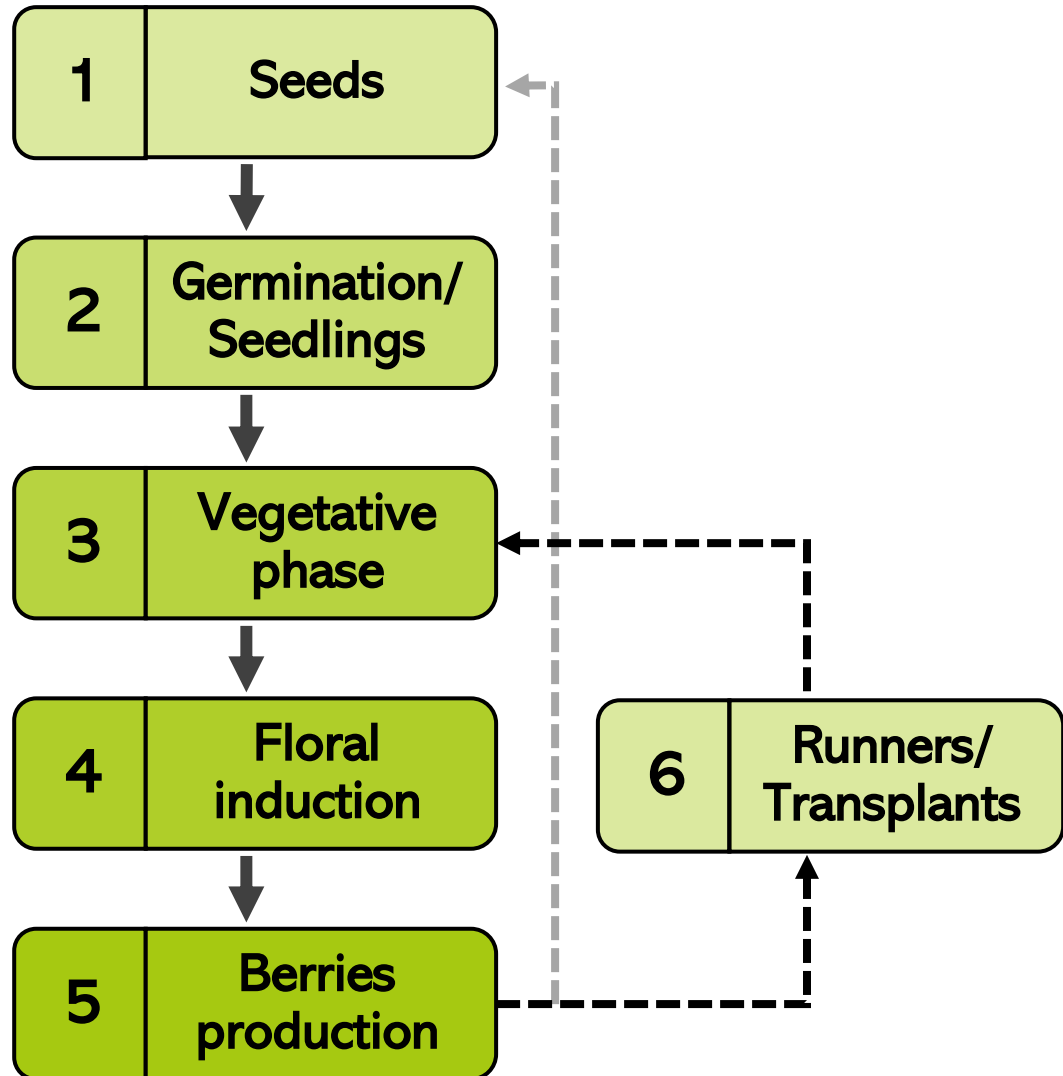 1
Seeds
2
Germination/
Seedlings
3
Vegetative
phase
4
Floral
induction
6
Runners/
Transplants
5
Berries
production